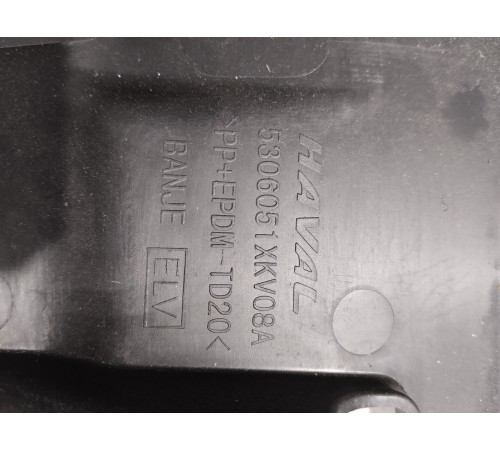 HAVAL
5306051XKV08A
>PP+EPDM-TD20<
BANJE ELV